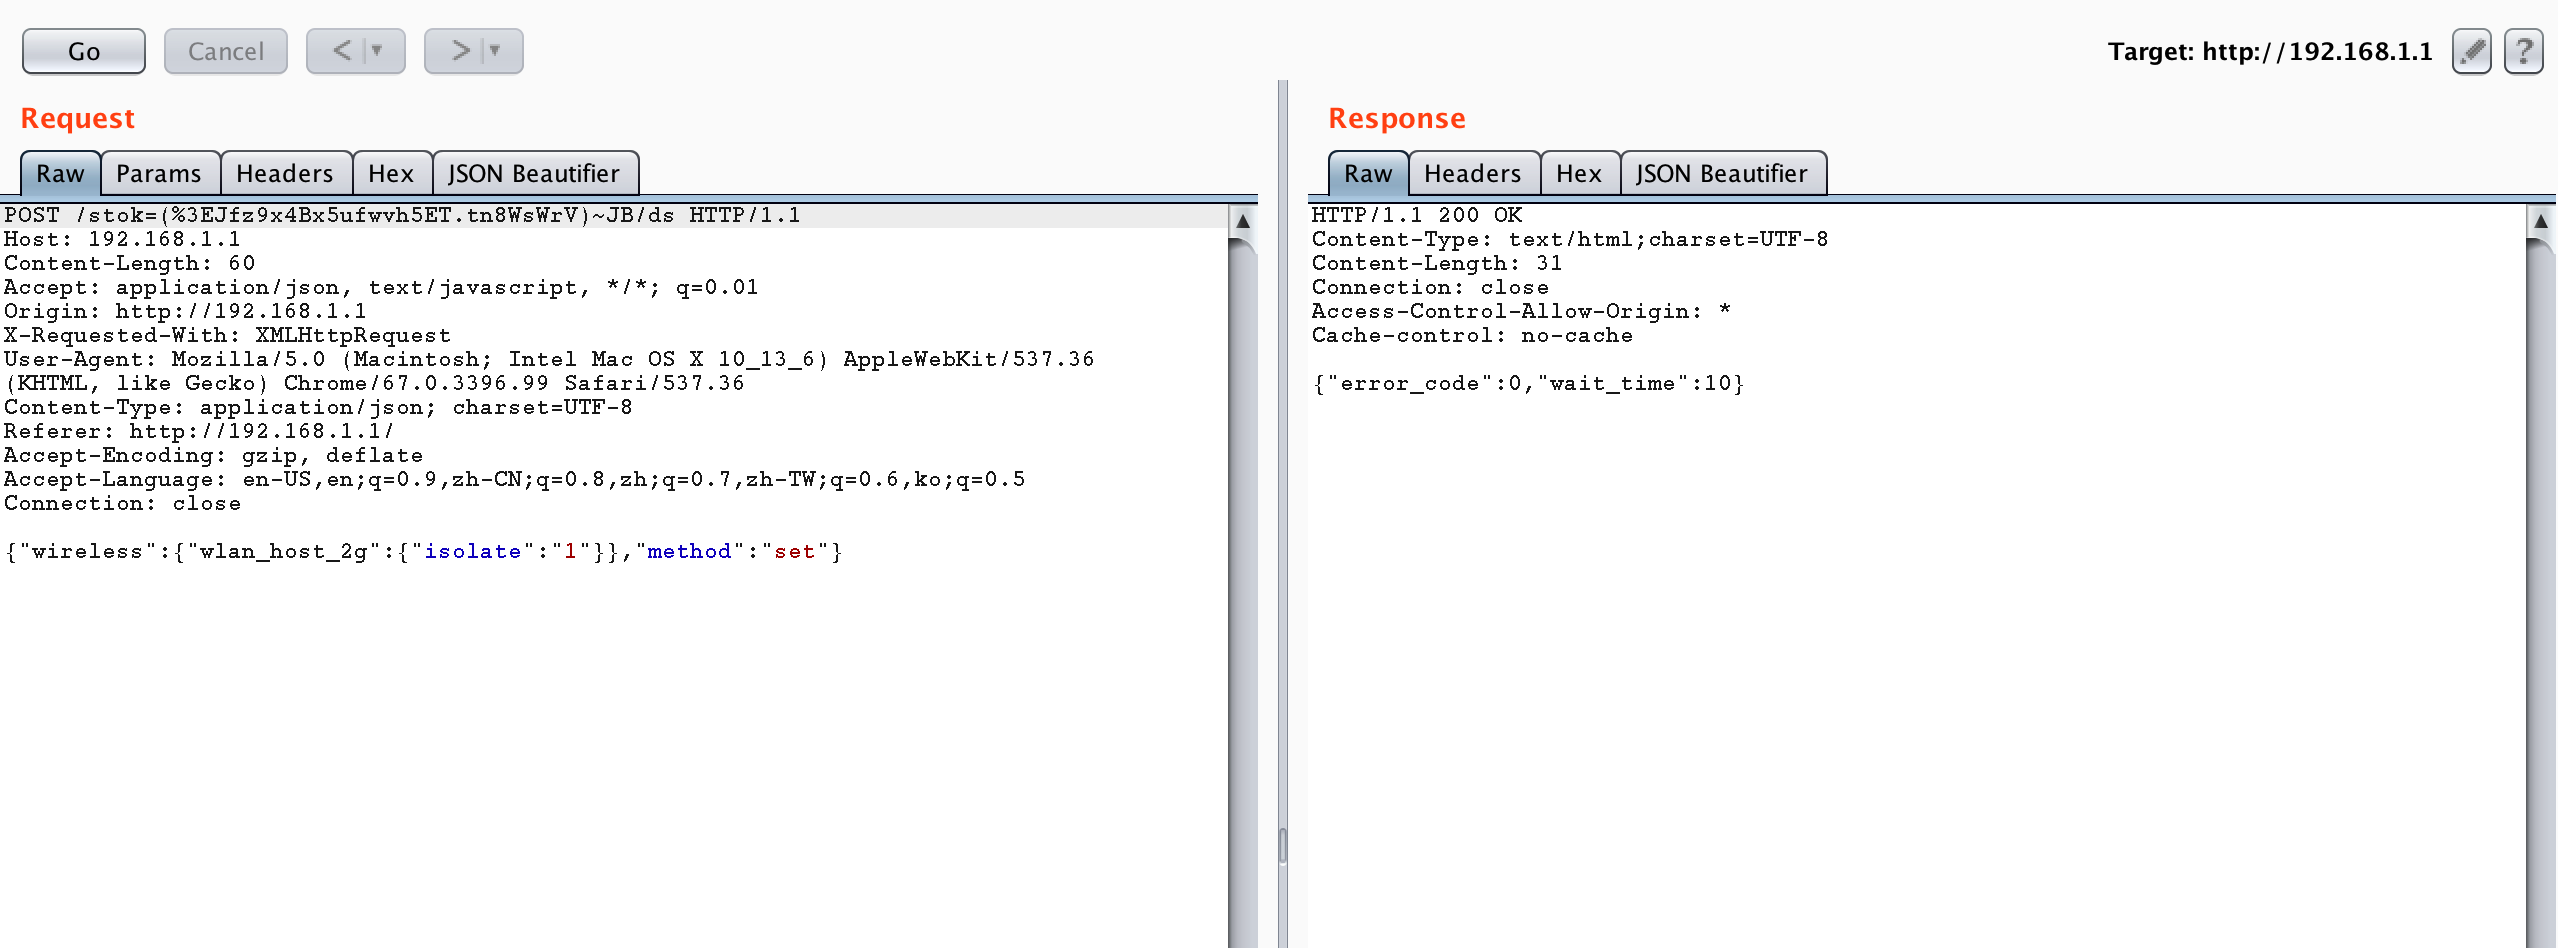 Go Cancel < ▼ > ▼ Target: http://192.168.1.1 ?
Request
Raw Params Headers Hex JSON Beautifier
POST /stok=(%3EJfz9x4Bx5ufwvh5ET.tn8WsWrV)~JB/ds HTTP/1.1
Host: 192.168.1.1
Content-Length: 60
Accept: application/json, text/javascript, */*; q=0.01
Origin: http://192.168.1.1
X-Requested-With: XMLHttpRequest
User-Agent: Mozilla/5.0 (Macintosh; Intel Mac OS X 10_13_6) AppleWebKit/537.36
(KHTML, like Gecko) Chrome/67.0.3396.99 Safari/537.36
Content-Type: application/json; charset=UTF-8
Referer: http://192.168.1.1/
Accept-Encoding: gzip, deflate
Accept-Language: en-US,en;q=0.9,zh-CN;q=0.8,zh;q=0.7,zh-TW;q=0.6,ko;q=0.5
Connection: close
{"wireless":{"wlan_host_2g":{"isolate":"1"}},"method":"set"}
Response
Raw Headers Hex JSON Beautifier
HTTP/1.1 200 OK
Content-Type: text/html;charset=UTF-8
Content-Length: 31
Connection: close
Access-Control-Allow-Origin: *
Cache-control: no-cache
{"error_code":0,"wait_time":10}